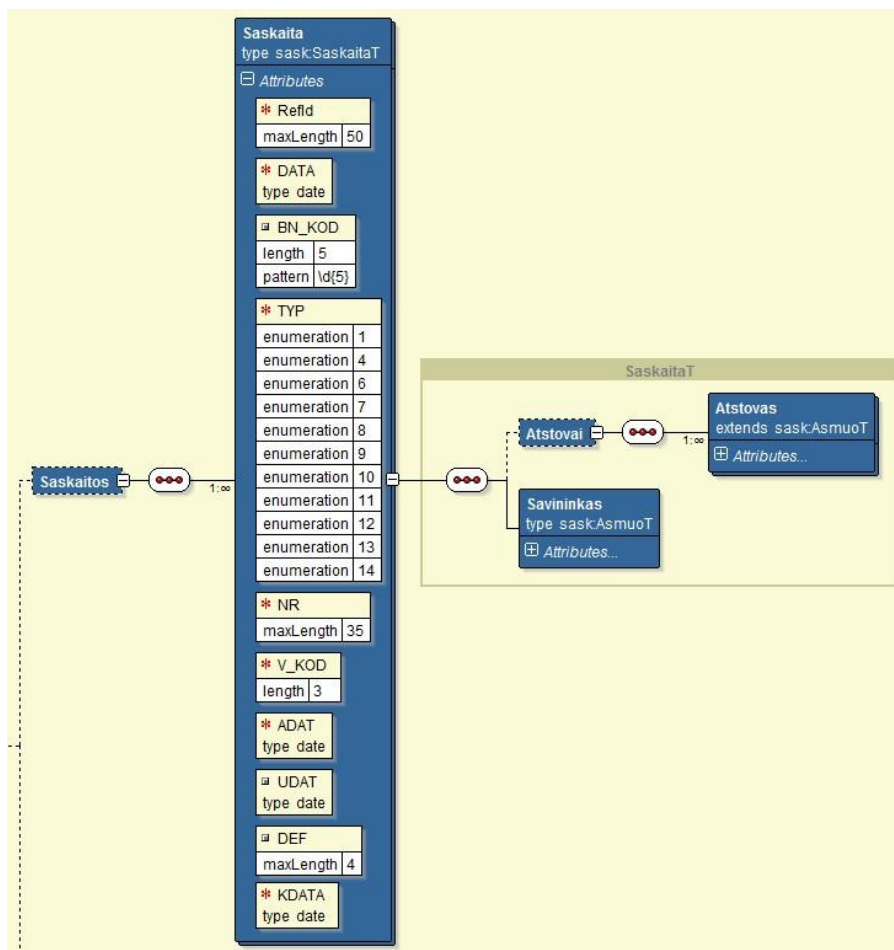 Saskaita
type sask:SaskaitaT
Attributes
RefId
maxLength 50
DATA
type date
BN_KOD
length 5
pattern \d{5}
TYP
enumeration 1
enumeration 4
enumeration 6
enumeration 7
enumeration 8
enumeration 9
enumeration 10
enumeration 11
enumeration 12
enumeration 13
enumeration 14
NR
maxLength 35
V_KOD
length 3
ADAT
type date
UDAT
type date
DEF
maxLength 4
KDATA
type date
Saskaitos
1:∞
SaskaitaT
Atstovai
1:∞
Atstovas
extends sask:AsmuoT
Attributes...
Savininkas
type sask:AsmuoT
Attributes...